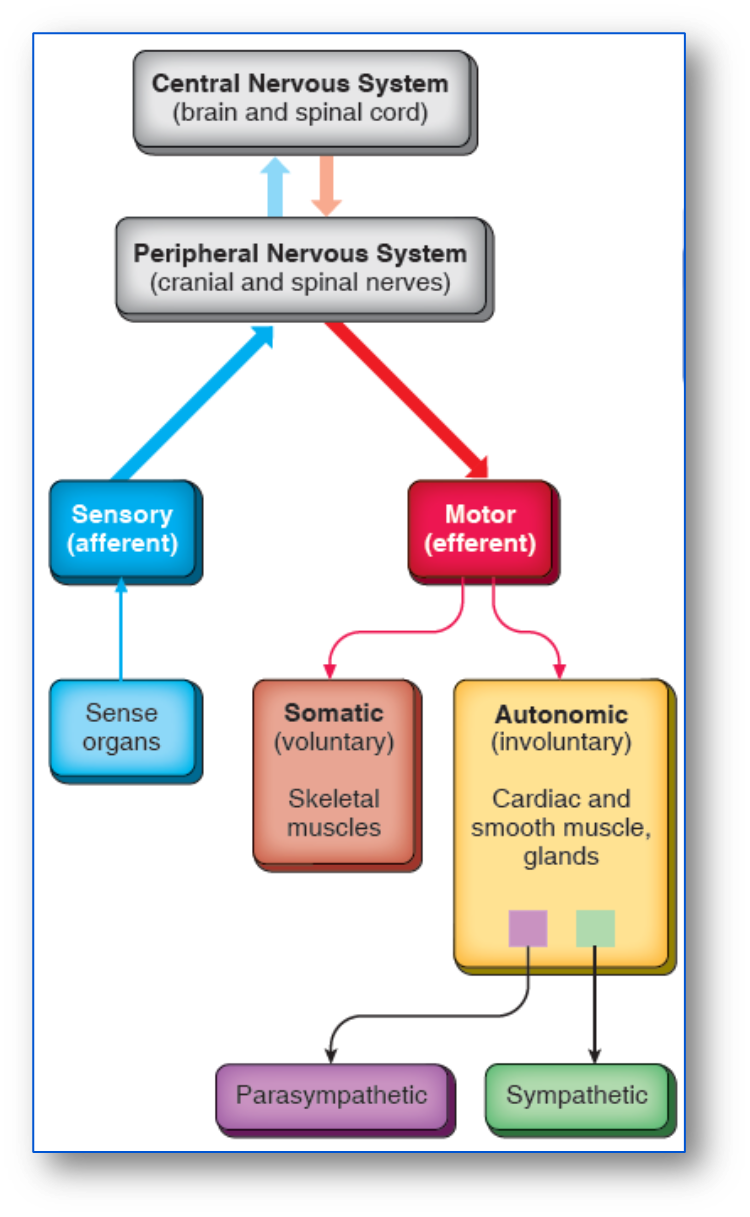 Central Nervous System
(brain and spinal cord)
Peripheral Nervous System
(cranial and spinal nerves)
Sensory
(afferent)
Motor
(efferent)
Sense
organs
Somatic
(voluntary)
Skeletal
muscles
Autonomic
(involuntary)
Cardiac and
smooth muscle,
glands
Parasympathetic
Sympathetic